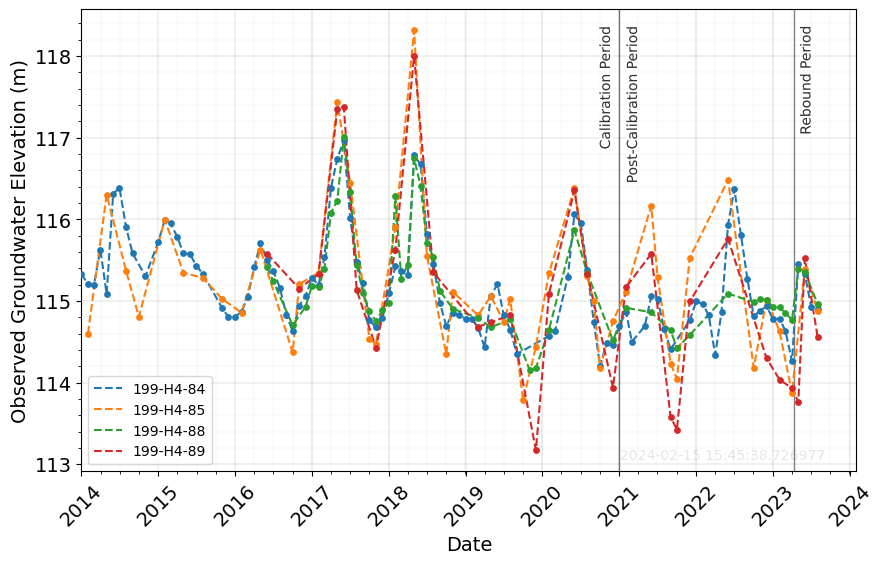 Observed Groundwater Elevation (m)
118
117
116
115
114
113
Calibration Period
Post-Calibration Period
Rebound Period
199-H4-84
199-H4-85
199-H4-88
199-H4-89
2024-02-15 15:45:38.726977
2014
2015
2016
2017
2018
2019
2020
2021
2022
2023
2024
Date